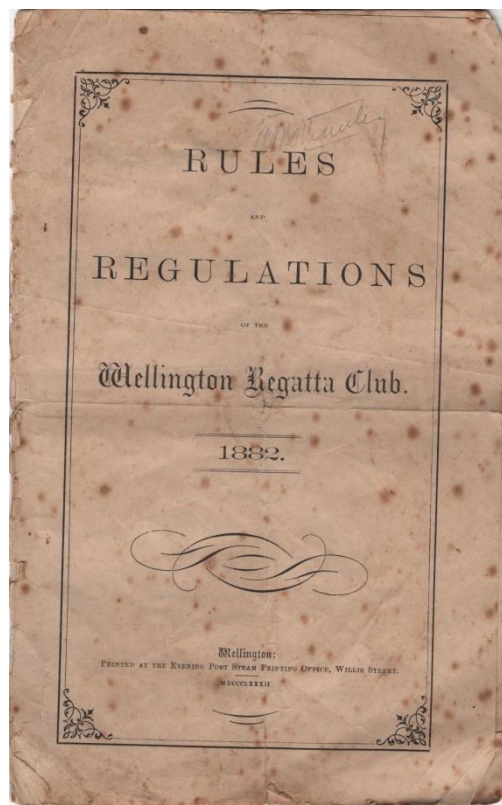 RULES
AND
REGULATIONS
OF THE
Wellington Regatta Club.
1882.
Wellington:
PRINTED AT THE EVENING POST STEAM PRINTING OFFICE, WILLIS STREET.
MDCCCLXXXII